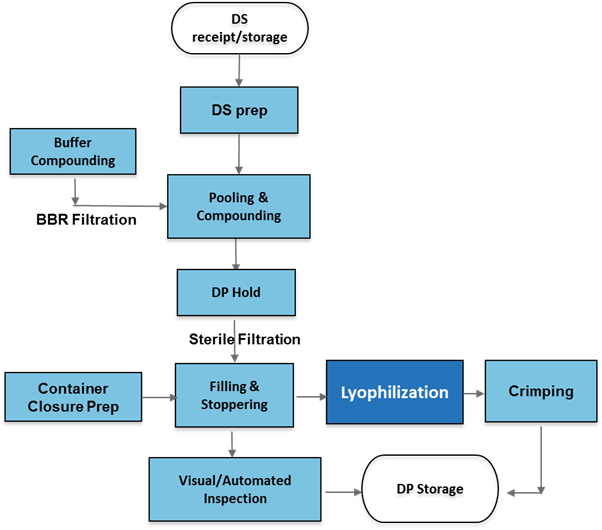 DS
receipt/storage
DS prep
Buffer
Compounding
Pooling &
Compounding
BBR Filtration
DP Hold
Sterile Filtration
Container
Closure Prep
Filling &
Stoppering
Lyophilization
Crimping
Visual/Automated
Inspection
DP Storage